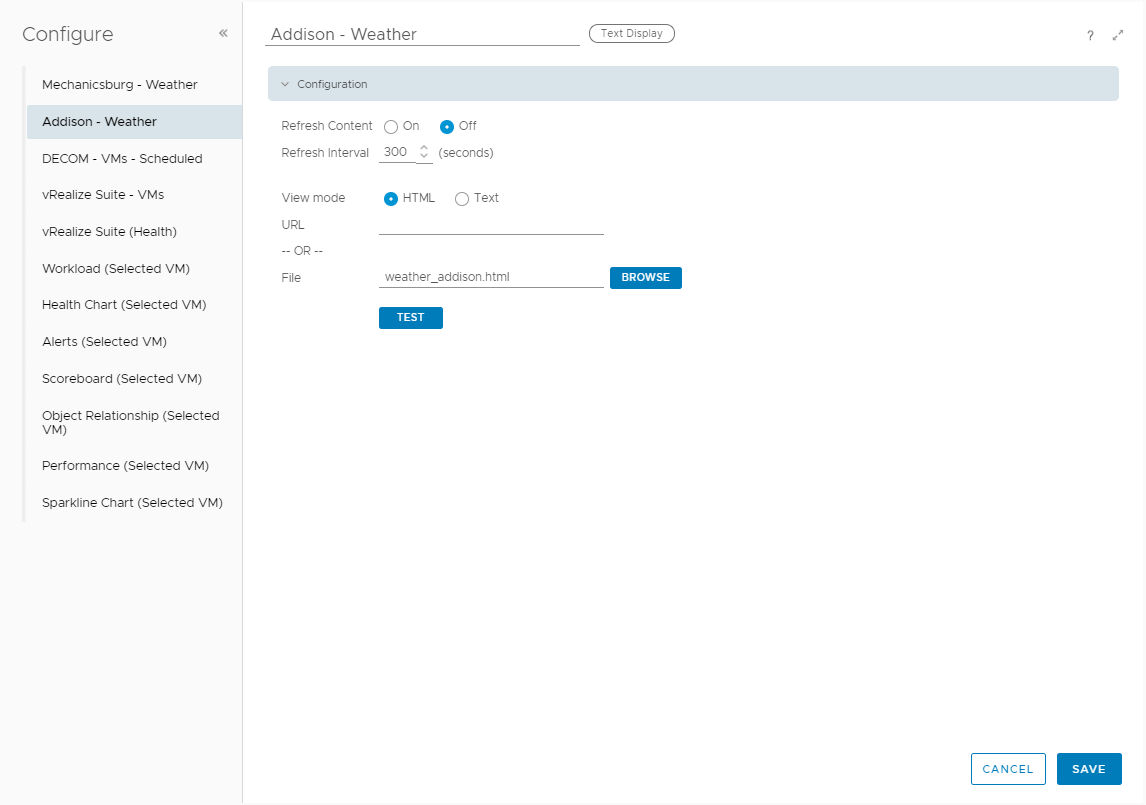 Configure
«
Mechanicsburg - Weather
Addison - Weather
DECOM - VMs - Scheduled
vRealize Suite - VMs
vRealize Suite (Health)
Workload (Selected VM)
Health Chart (Selected VM)
Alerts (Selected VM)
Scoreboard (Selected VM)
Object Relationship (Selected
VM)
Performance (Selected VM)
Sparkline Chart (Selected VM)
Addison - Weather Text Display
?
Configuration
Refresh Content On Off
Refresh Interval 300 (seconds)
View mode HTML Text
URL
-- OR --
File weather_addison.html BROWSE
TEST
CANCEL SAVE